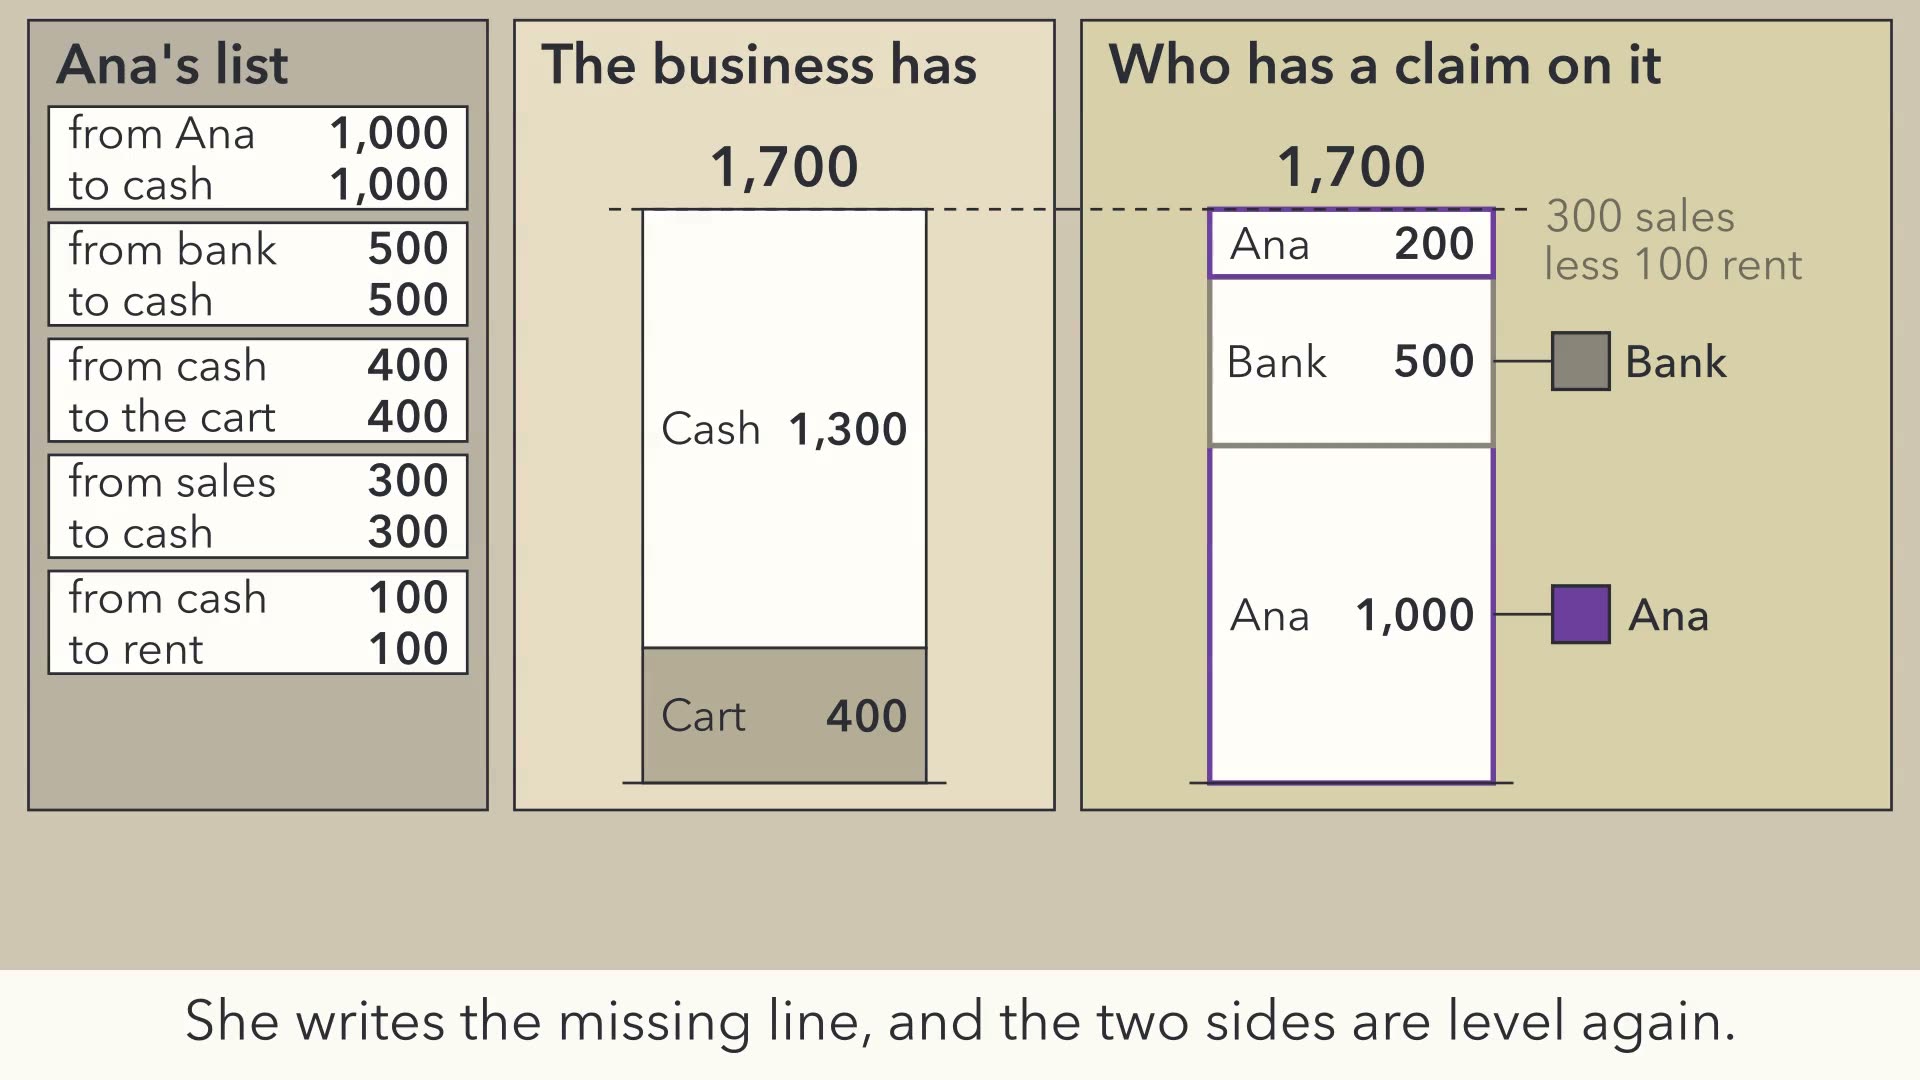 Ana's list
from Ana 1,000
to cash 1,000
from bank 500
to cash 500
from cash 400
to the cart 400
from sales 300
to cash 300
from cash 100
to rent 100
The business has
1,700
Cash 1,300
Cart 400
Who has a claim on it
1,700
Ana 200
300 sales
less 100 rent
Bank 500
Bank
Ana 1,000
Ana
She writes the missing line, and the two sides are level again.